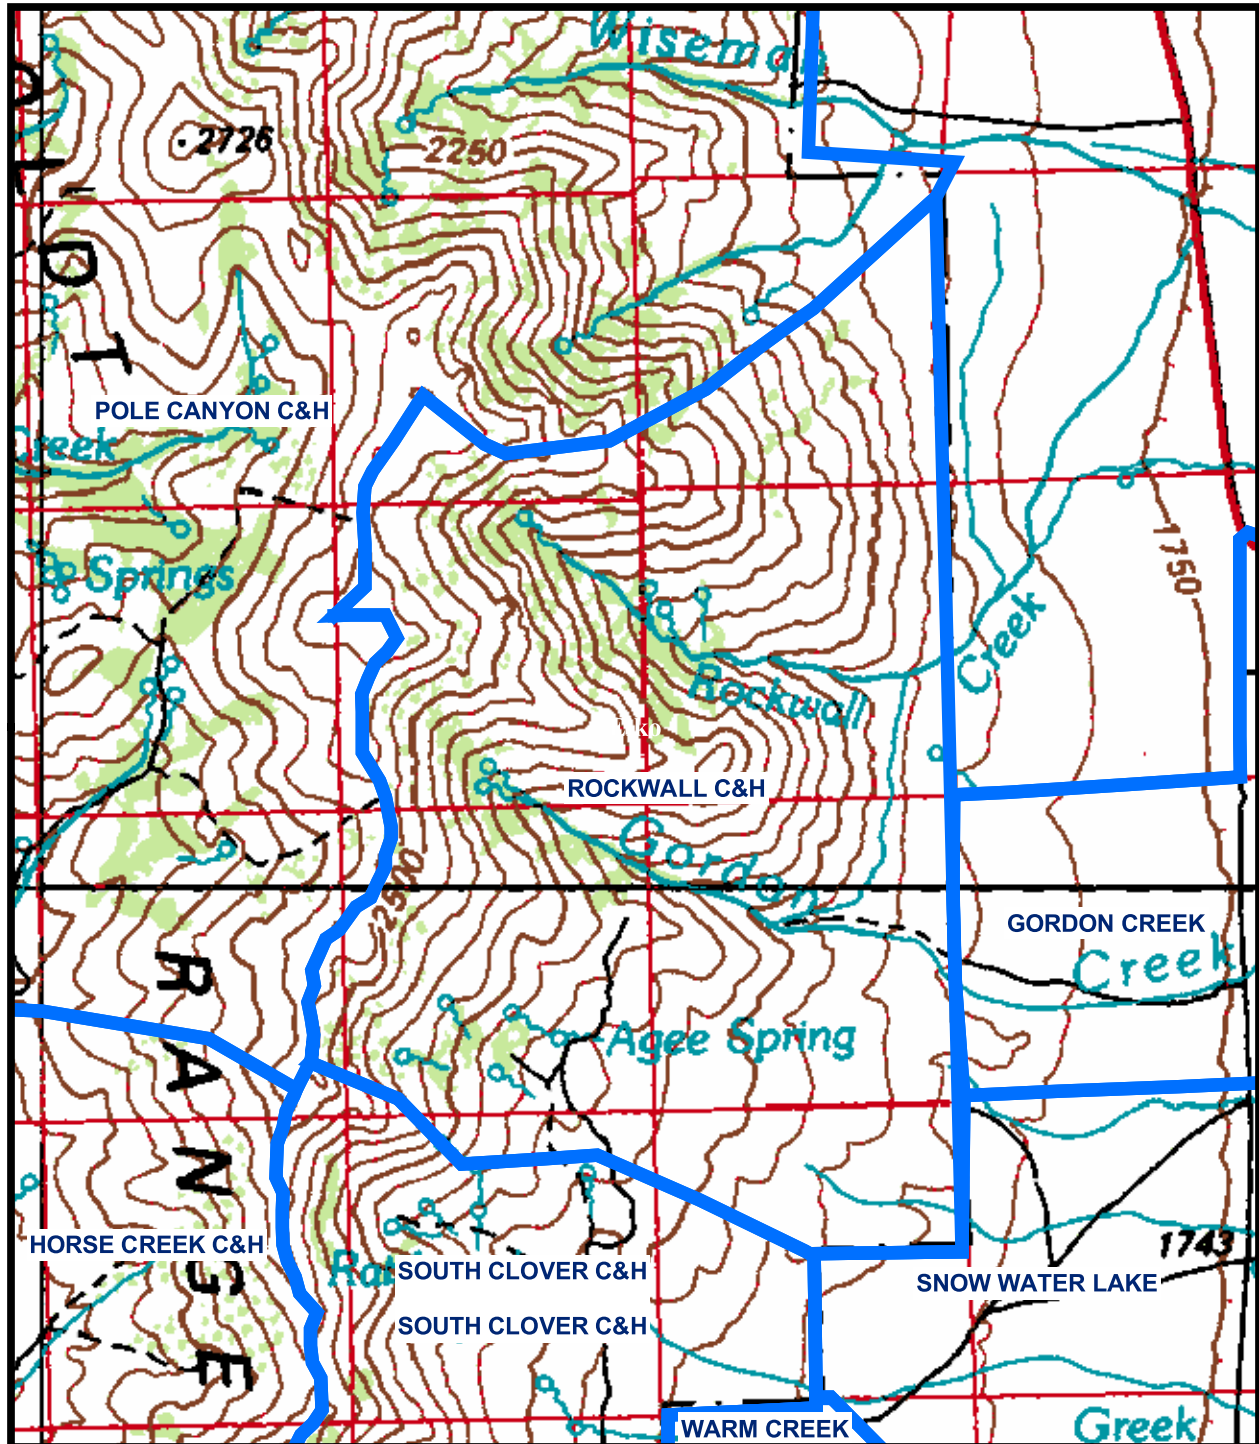 Wiseman
2726
2250
D
T
POLE CANYON C&H
Creek
Springs
1750
Creek
Rockwall
ROCKWALL C&H
Gordon
2500
GORDON CREEK
Creek
R
Agee Spring
A
N
HORSE CREEK C&H
G
SOUTH CLOVER C&H
1743
SNOW WATER LAKE
SOUTH CLOVER C&H
E
WARM CREEK
Greek